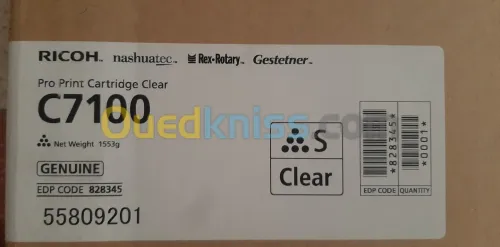 RICOH nashuatec Rex-Rotary Gestetner
Pro Print Cartridge Clear
C7100
Net Weight 1553g
GENUINE
EDP CODE 828345
55809201
S
Clear
*828345*
*0001*
EDP CODE QUANTITY
Ouedkniss.com